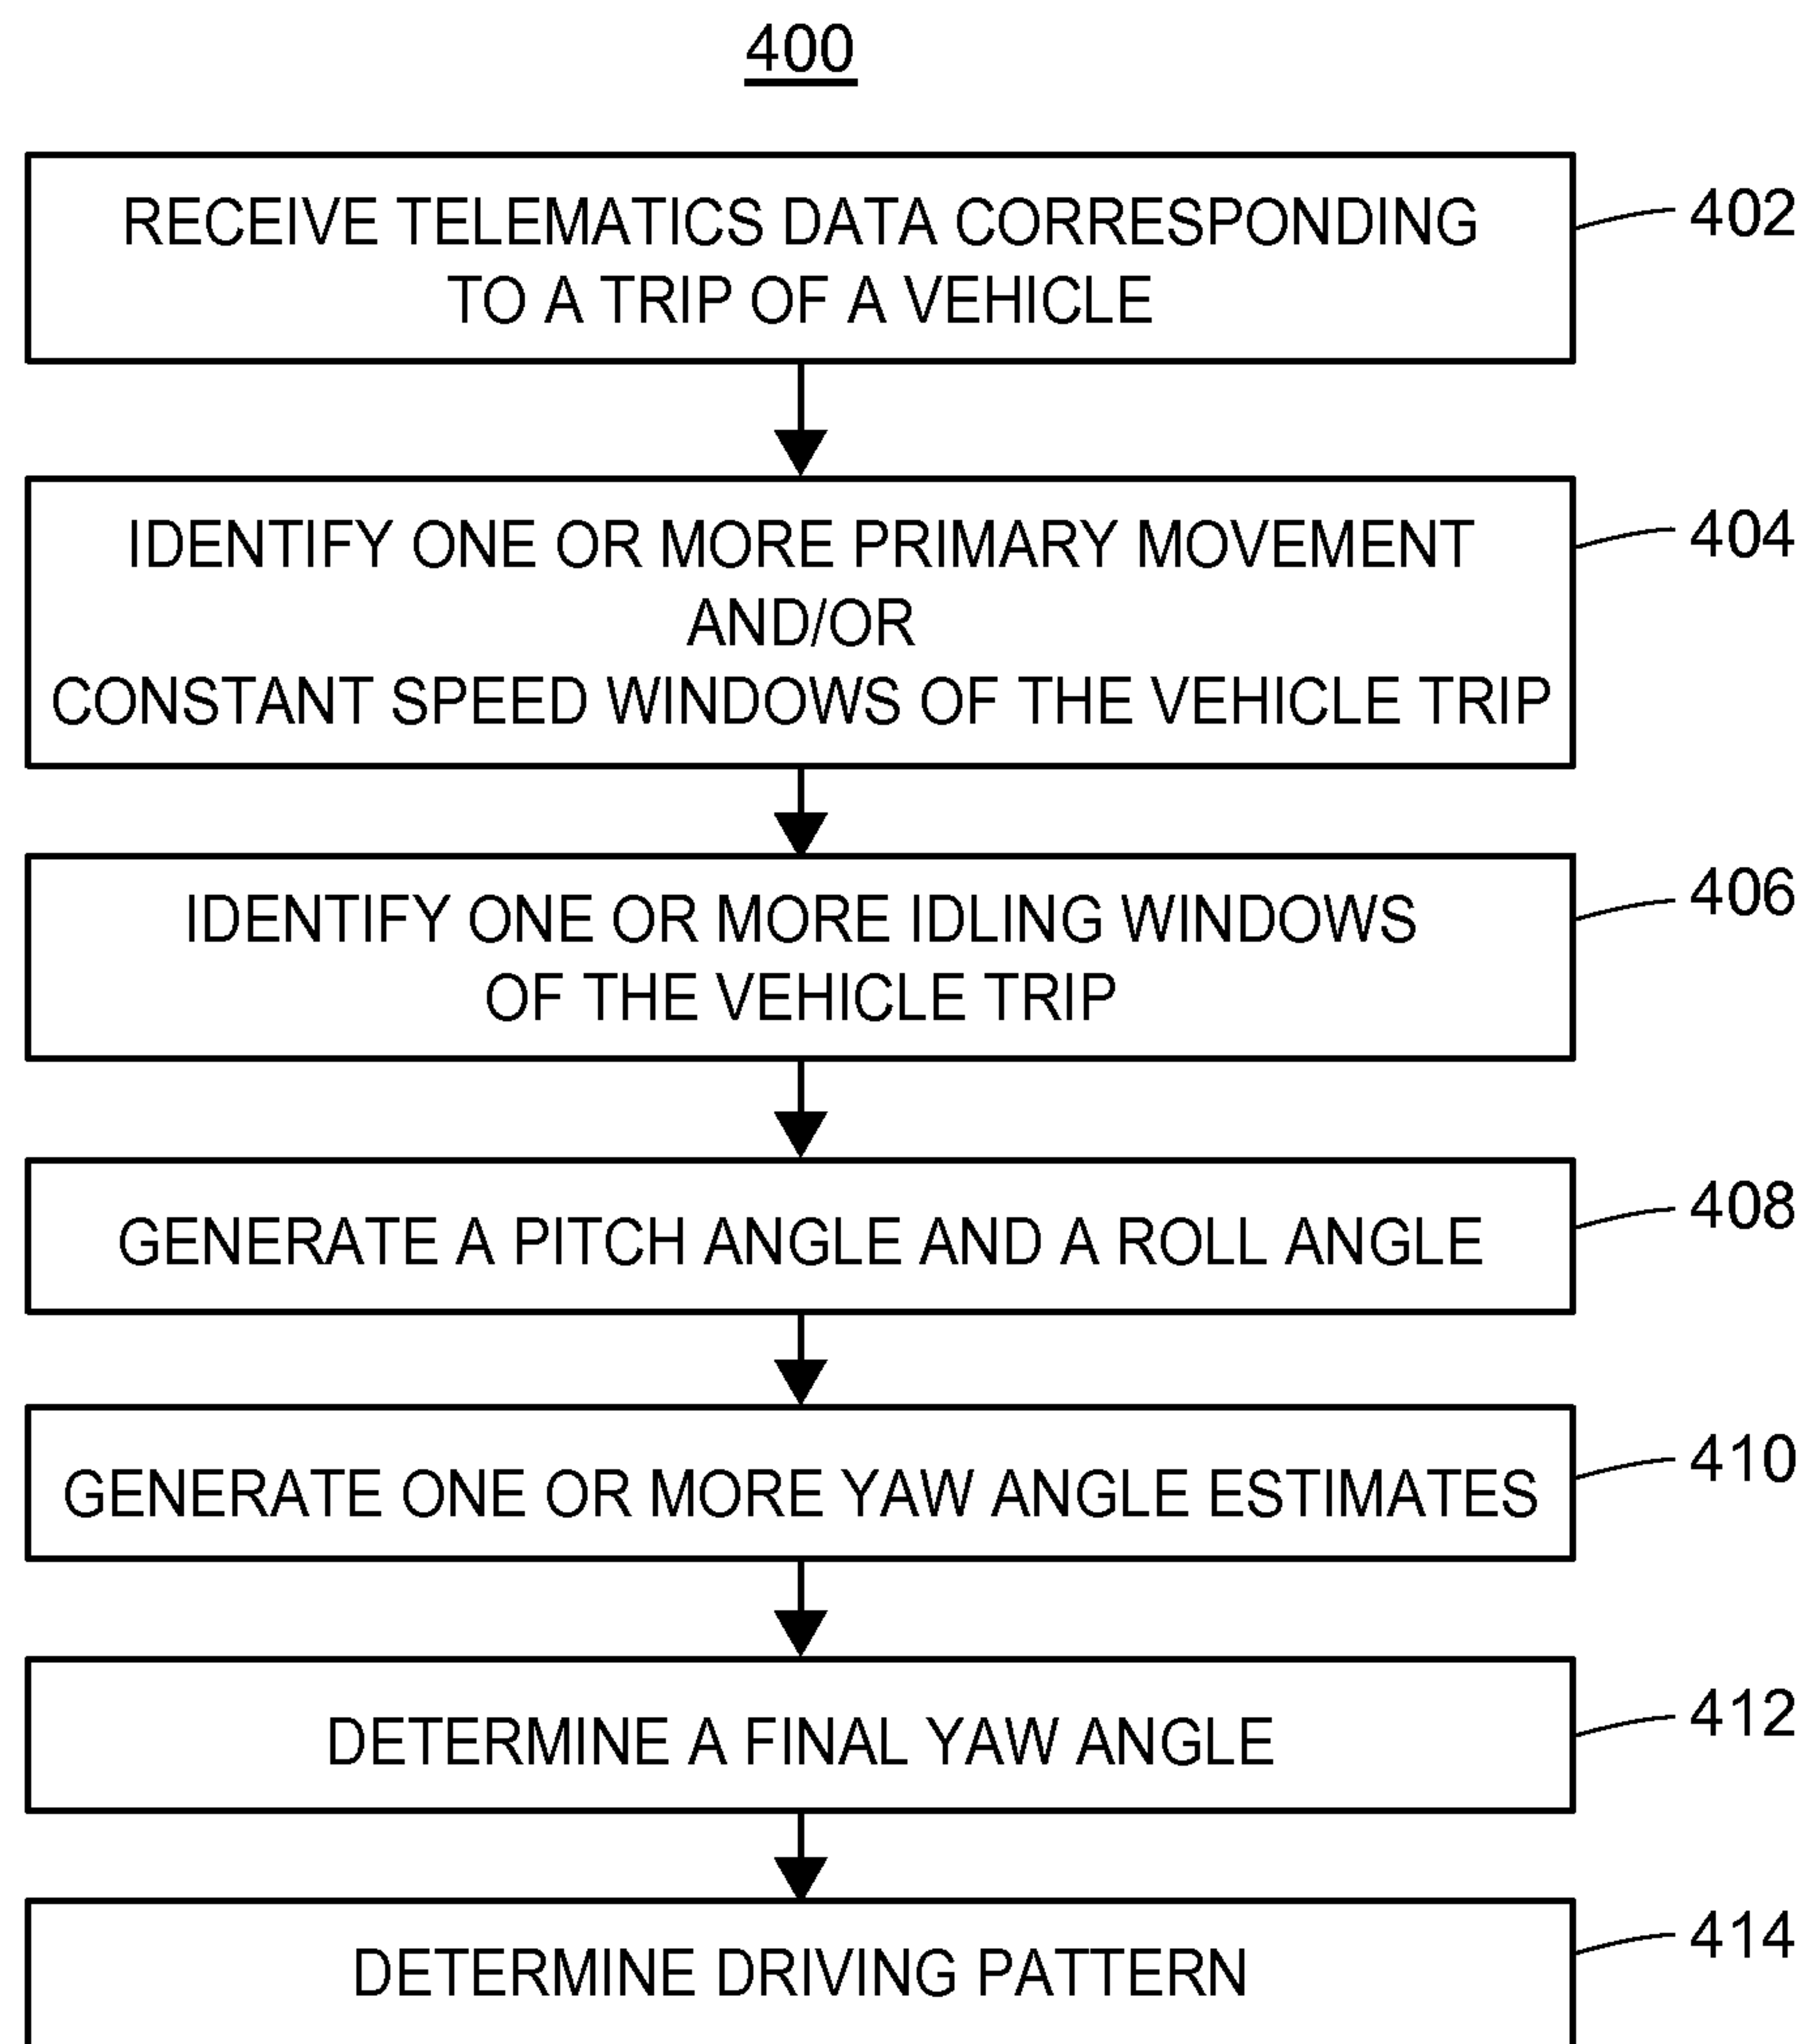 400
RECEIVE TELEMATICS DATA CORRESPONDING
TO A TRIP OF A VEHICLE
402
IDENTIFY ONE OR MORE PRIMARY MOVEMENT
AND/OR
CONSTANT SPEED WINDOWS OF THE VEHICLE TRIP
404
IDENTIFY ONE OR MORE IDLING WINDOWS
OF THE VEHICLE TRIP
406
GENERATE A PITCH ANGLE AND A ROLL ANGLE
408
GENERATE ONE OR MORE YAW ANGLE ESTIMATES
410
DETERMINE A FINAL YAW ANGLE
412
DETERMINE DRIVING PATTERN
414